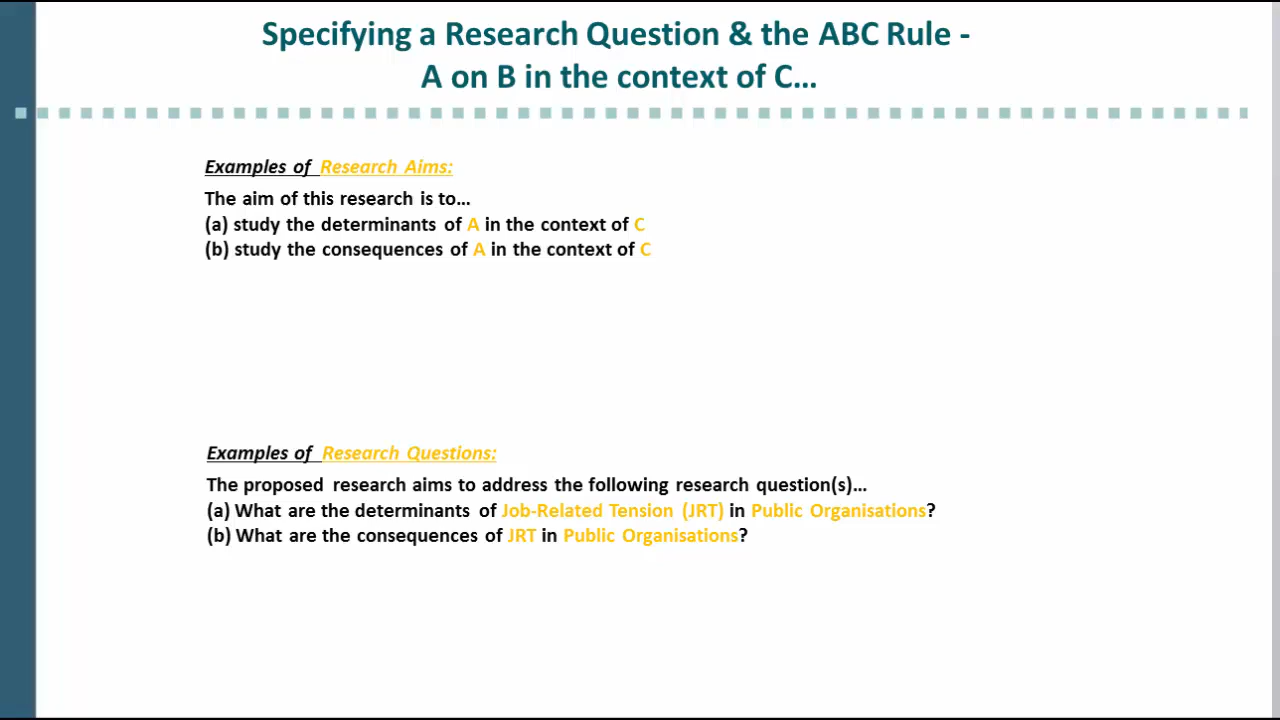 Specifying a Research Question & the ABC Rule -
A on B in the context of C...
Examples of Research Aims:
The aim of this research is to...
(a) study the determinants of A in the context of C
(b) study the consequences of A in the context of C
Examples of Research Questions:
The proposed research aims to address the following research question(s)...
(a) What are the determinants of Job-Related Tension (JRT) in Public Organisations?
(b) What are the consequences of JRT in Public Organisations?